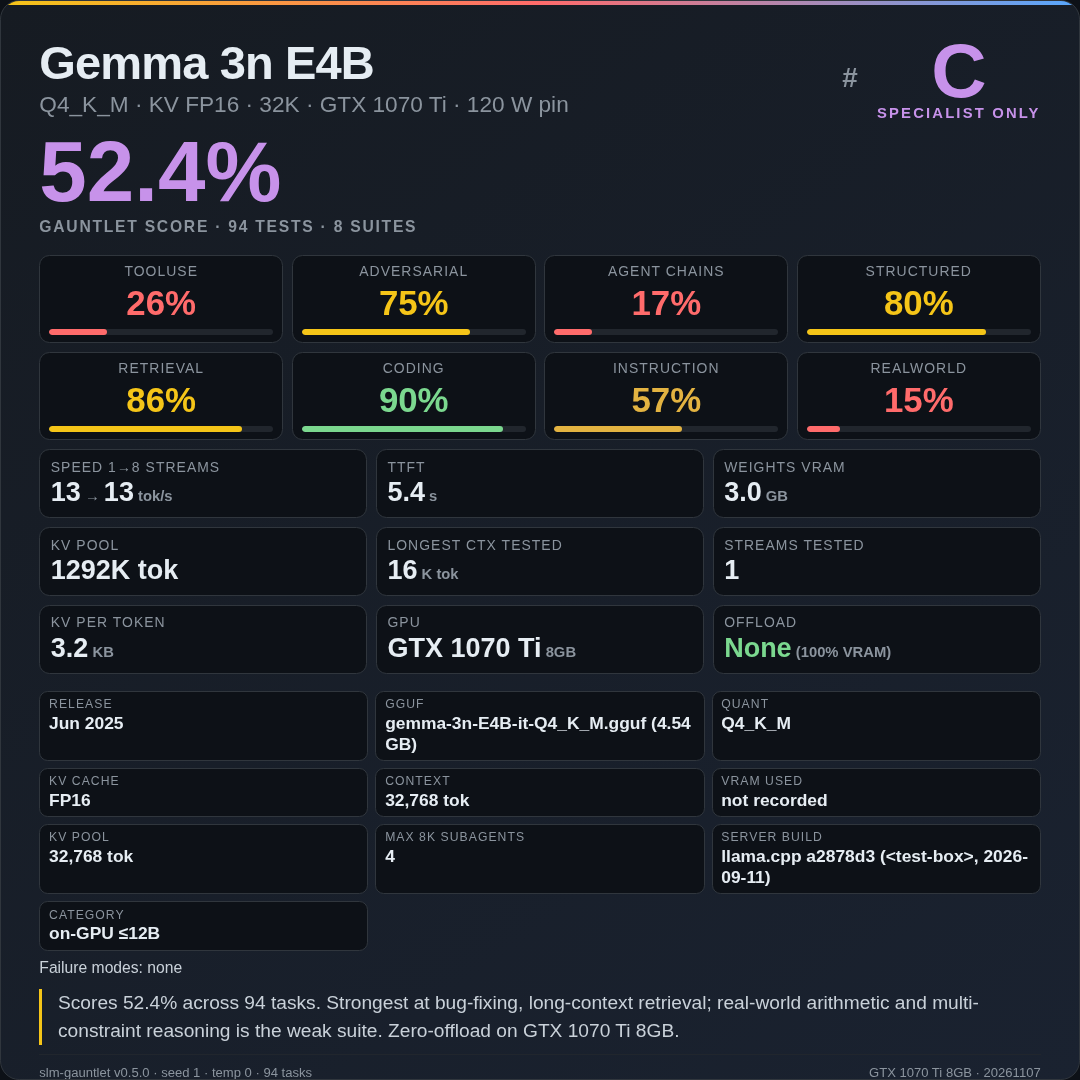 Gemma 3n E4B
Q4_K_M · KV FP16 · 32K · GTX 1070 Ti · 120 W pin
#
C
SPECIALIST ONLY
52.4%
GAUNTLET SCORE · 94 TESTS · 8 SUITES
TOOLUSE
26%
ADVERSARIAL
75%
AGENT CHAINS
17%
STRUCTURED
80%
RETRIEVAL
86%
CODING
90%
INSTRUCTION
57%
REALWORLD
15%
SPEED 1→8 STREAMS
13 → 13 tok/s
TTFT
5.4 s
WEIGHTS VRAM
3.0 GB
KV POOL
1292K tok
LONGEST CTX TESTED
16 K tok
STREAMS TESTED
1
KV PER TOKEN
3.2 KB
GPU
GTX 1070 Ti 8GB
OFFLOAD
None (100% VRAM)
RELEASE
Jun 2025
GGUF
gemma-3n-E4B-it-Q4_K_M.gguf (4.54
GB)
QUANT
Q4_K_M
KV CACHE
FP16
CONTEXT
32,768 tok
VRAM USED
not recorded
KV POOL
32,768 tok
MAX 8K SUBAGENTS
4
SERVER BUILD
llama.cpp a2878d3 (<test-box>, 2026-
09-11)
CATEGORY
on-GPU ≤12B
Failure modes: none
Scores 52.4% across 94 tasks. Strongest at bug-fixing, long-context retrieval; real-world arithmetic and multi-
constraint reasoning is the weak suite. Zero-offload on GTX 1070 Ti 8GB.
slm-gauntlet v0.5.0 · seed 1 · temp 0 · 94 tasks
GTX 1070 Ti 8GB · 20261107